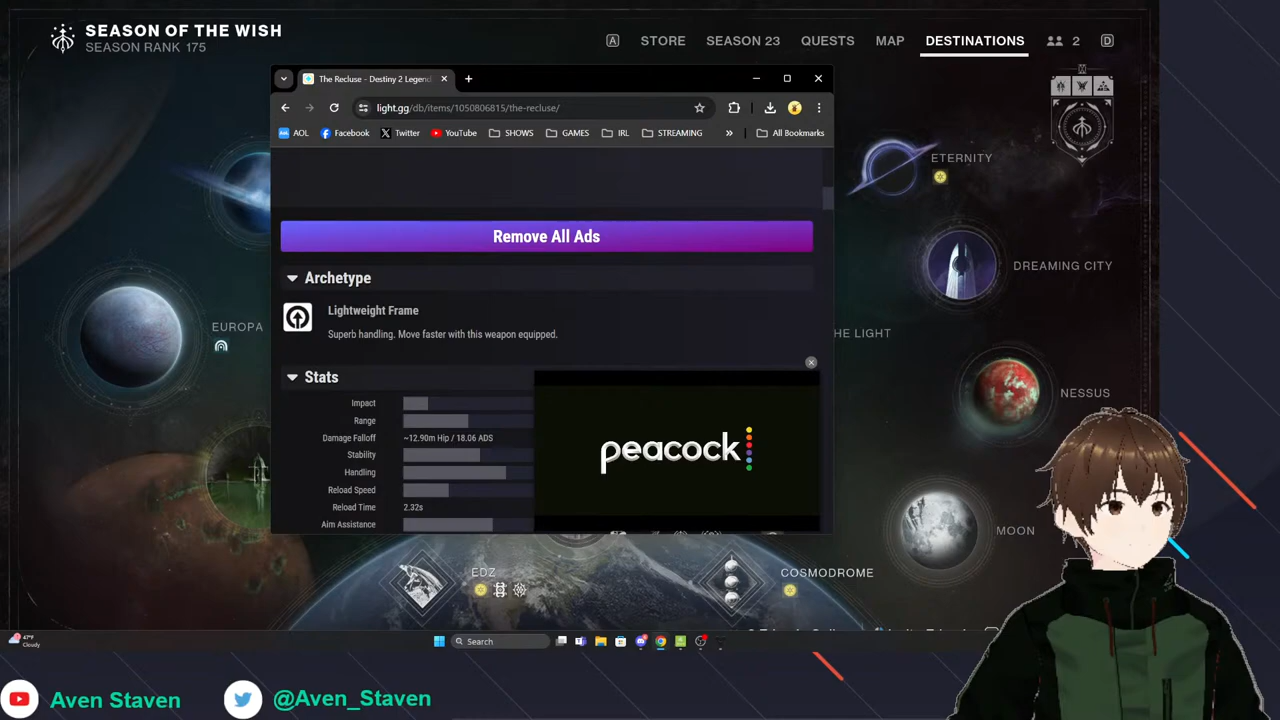 SEASON OF THE WISH
SEASON RANK 175
A STORE SEASON 23 QUESTS MAP DESTINATIONS 2 D
The Recluse - Destiny 2 Legend
light.gg/db/items/1050806815/the-recluse/
AOL Facebook Twitter YouTube SHOWS GAMES IRL STREAMING » All Bookmarks
Remove All Ads
Archetype
Lightweight Frame
Superb handling. Move faster with this weapon equipped.
Stats
Impact
Range
Damage Falloff ~12.90m Hip / 18.06 ADS
Stability
Handling
Reload Speed
Reload Time 2.32s
Aim Assistance
peacock
ETERNITY
DREAMING CITY
EUROPA
HE LIGHT
NESSUS
MOON
EDZ
COSMODROME
47°F
Cloudy
Search
Aven Staven
@Aven_Staven